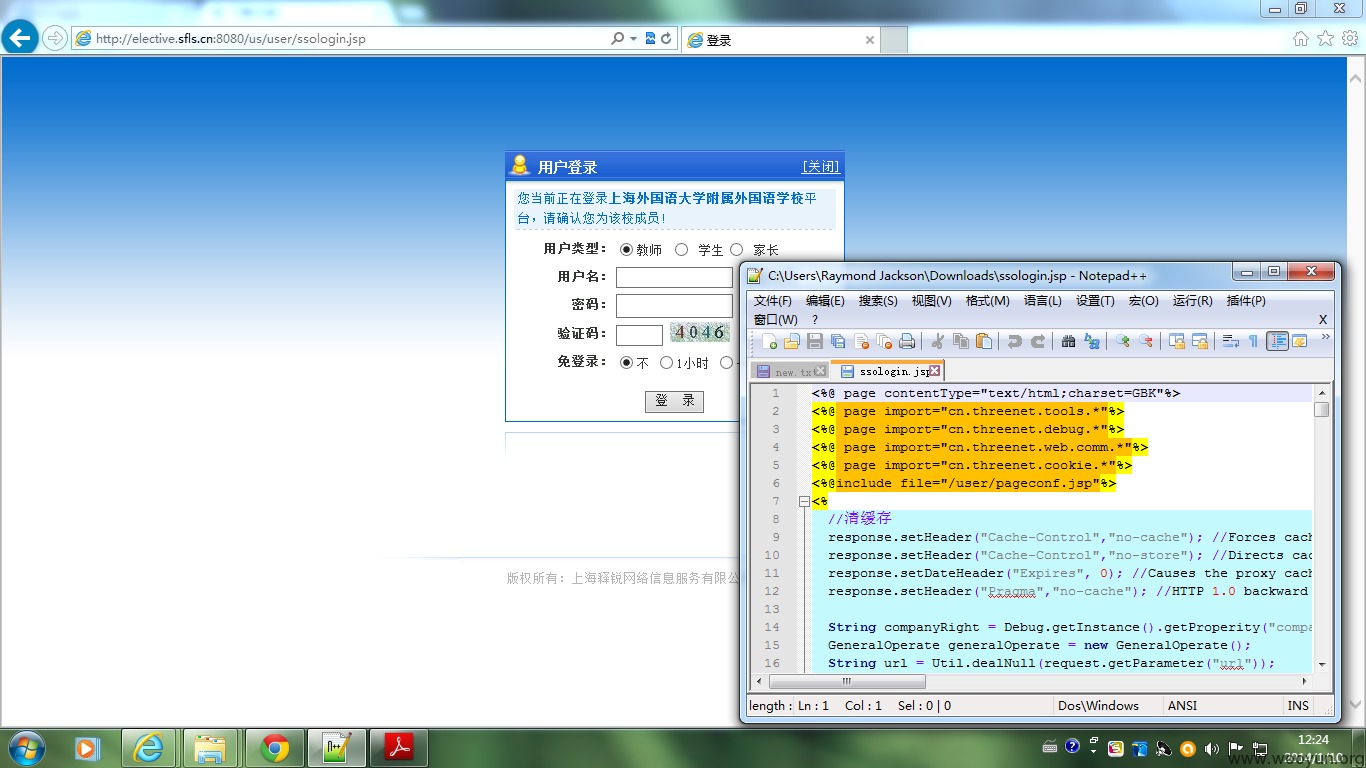 http://elective.sfls.cn:8080/us/user/ssologin.jsp
登录
用户登录 [关闭]
您当前正在登录上海外国语大学附属外国语学校平
台，请确认您为该校成员!
用户类型： 教师 学生 家长
用户名：
密码：
验证码： 4046
免登录： 不 1小时
登 录
版权所有：上海释锐网络信息服务有限公
C:\Users\Raymond Jackson\Downloads\ssologin.jsp - Notepad++
文件(F) 编辑(E) 搜索(S) 视图(V) 格式(M) 语言(L) 设置(T) 宏(O) 运行(R) 插件(P)
窗口(W) ? X
new.txt ssologin.jsp
1 <%@ page contentType="text/html;charset=GBK"%>
2 <%@ page import="cn.threenet.tools.*"%>
3 <%@ page import="cn.threenet.debug.*"%>
4 <%@ page import="cn.threenet.web.comm.*"%>
5 <%@ page import="cn.threenet.cookie.*"%>
6 <%@include file="/user/pageconf.jsp"%>
7 <%
8 //清缓存
9 response.setHeader("Cache-Control","no-cache"); //Forces cach
10 response.setHeader("Cache-Control","no-store"); //Directs cac
11 response.setDateHeader("Expires", 0); //Causes the proxy cach
12 response.setHeader("Pragma","no-cache"); //HTTP 1.0 backward
13
14 String companyRight = Debug.getInstance().getProperity("compa
15 GeneralOperate generalOperate = new GeneralOperate();
16 String url = Util.dealNull(request.getParameter("url"));
length : Ln : 1 Col : 1 Sel : 0 | 0 Dos\Windows ANSI INS
12:24
2014/1/10
www.wooyun.org